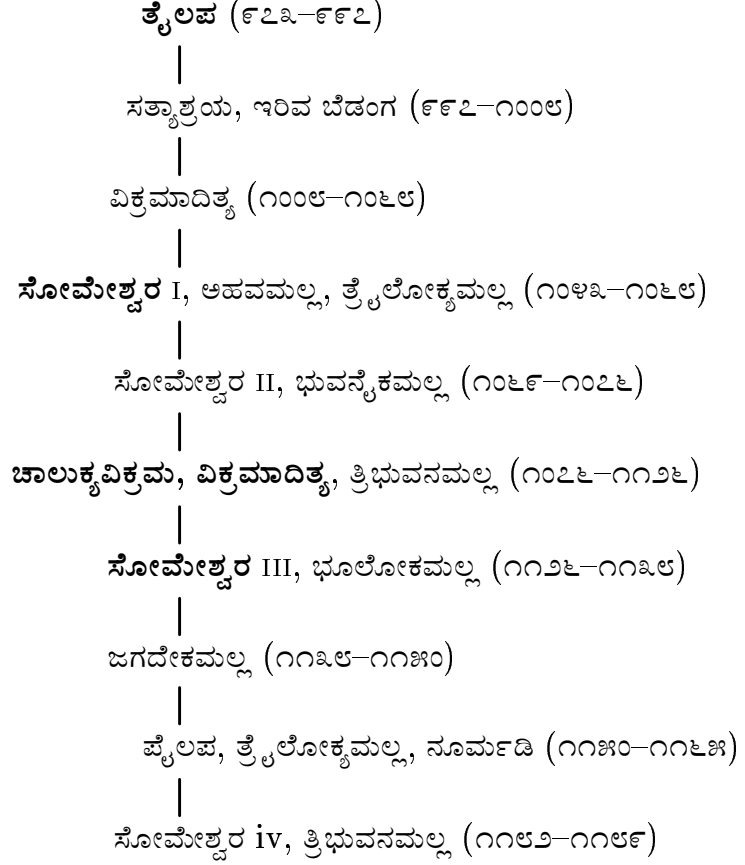 ತೈಲಪ (೯೭೩–೯೯೭)
ಸತ್ಯಾಶ್ರಯ, ಇರಿವ ಬೆಡಂಗ (೯೯೭–೧೦೦೮)
ವಿಕ್ರಮಾದಿತ್ಯ (೧೦೦೮–೧೦೬೮)
ಸೋಮೇಶ್ವರ I, ಅಹವಮಲ್ಲ, ತ್ರೈಲೋಕ್ಯಮಲ್ಲ (೧೦೪೩–೧೦೬೮)
ಸೋಮೇಶ್ವರ II, ಭುವನೈಕಮಲ್ಲ (೧೦೬೯–೧೦೭೬)
ಚಾಲುಕ್ಯವಿಕ್ರಮ, ವಿಕ್ರಮಾದಿತ್ಯ, ತ್ರಿಭುವನಮಲ್ಲ (೧೦೭೬–೧೧೨೬)
ಸೋಮೇಶ್ವರ III, ಭೂಲೋಕಮಲ್ಲ (೧೧೨೬–೧೧೩೮)
ಜಗದೇಕಮಲ್ಲ (೧೧೩೮–೧೧೫೦)
ಪೈಲಪ, ತ್ರೈಲೋಕ್ಯಮಲ್ಲ, ನೂರ್ಮಡಿ (೧೧೫೦–೧೧೬೫)
ಸೋಮೇಶ್ವರ iv, ತ್ರಿಭುವನಮಲ್ಲ (೧೧೮೨–೧೧೮೯)